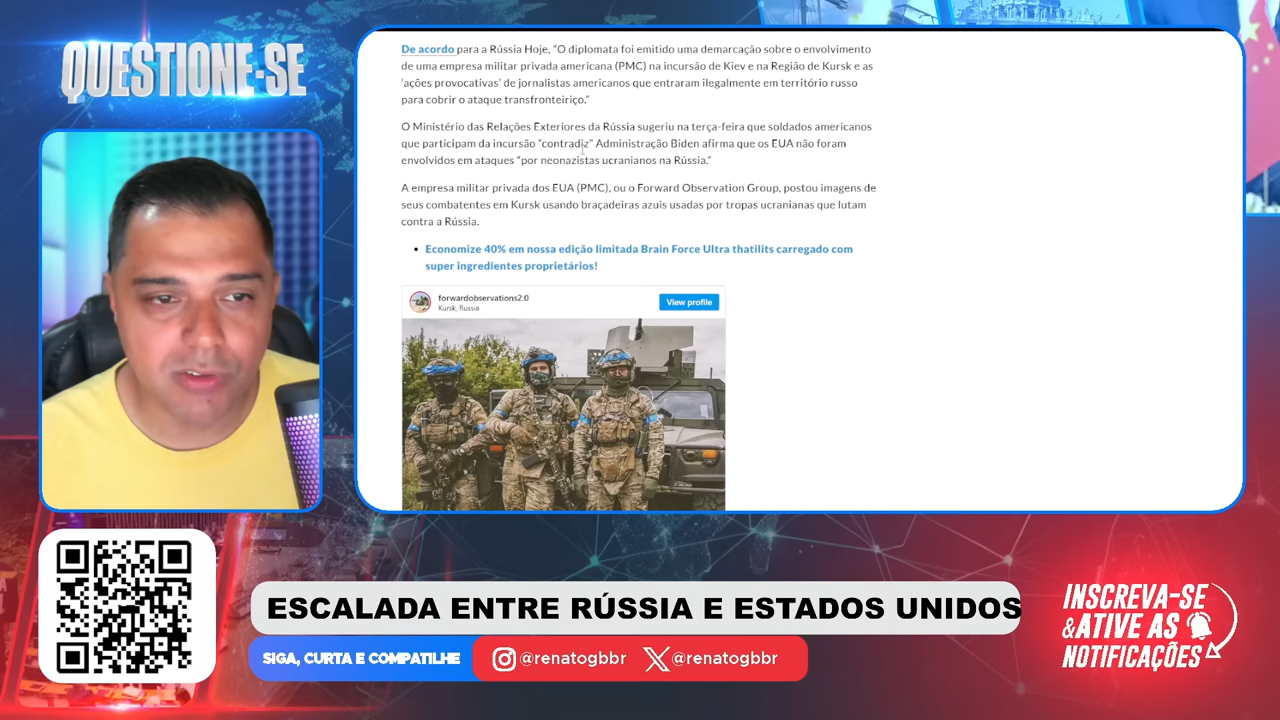 QUESTIONE-SE
De acordo para a Rússia Hoje, “O diplomata foi emitido uma demarcação sobre o envolvimento
de uma empresa militar privada americana (PMC) na incursão de Kiev e na Região de Kursk e as
‘ações provocativas’ de jornalistas americanos que entraram ilegalmente em território russo
para cobrir o ataque transfronteiriço.”
O Ministério das Relações Exteriores da Rússia sugeriu na terça-feira que soldados americanos
que participam da incursão “contradiz” Administração Biden afirma que os EUA não foram
envolvidos em ataques “por neonazistas ucranianos na Rússia.”
A empresa militar privada dos EUA (PMC), ou o Forward Observation Group, postou imagens de
seus combatentes em Kursk usando braçadeiras azuis usadas por tropas ucranianas que lutam
contra a Rússia.
• Economize 40% em nossa edição limitada Brain Force Ultra thatilits carregado com
super ingredientes proprietários!
forwardobservations2.0
Kursk, Russia
View profile
ESCALADA ENTRE RÚSSIA E ESTADOS UNIDOS
SIGA, CURTA E COMPATILHE
@renatogbbr
@renatogbbr
INSCREVA-SE
&ATIVE AS
NOTIFICAÇÕES